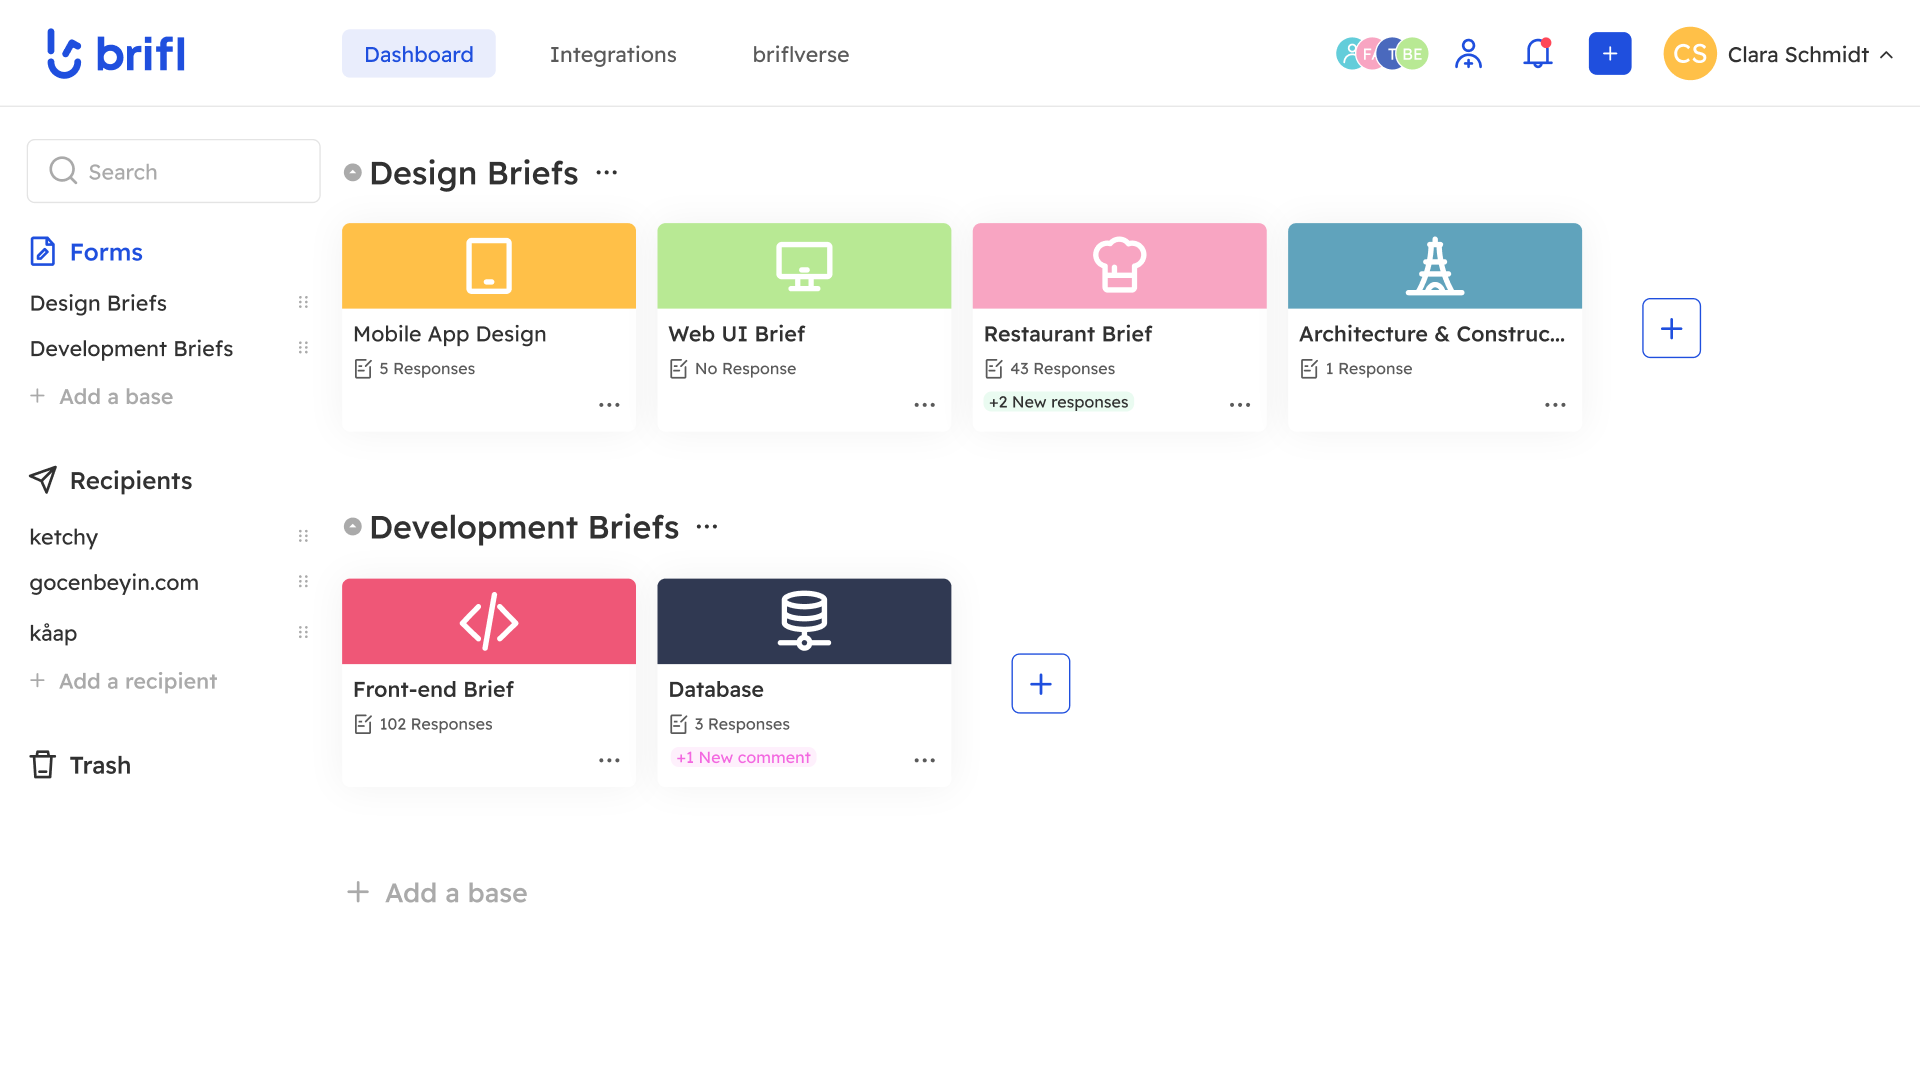 brifl
Dashboard
Integrations
briflverse
T
BE
CS
Clara Schmidt
Search
Forms
Design Briefs
Development Briefs
Add a base
Recipients
ketchy
gocenbeyin.com
kåap
Add a recipient
Trash
Design Briefs
Mobile App Design
5 Responses
Web UI Brief
No Response
Restaurant Brief
43 Responses
+2 New responses
Architecture & Construc...
1 Response
Development Briefs
Front-end Brief
102 Responses
Database
3 Responses
+1 New comment
Add a base